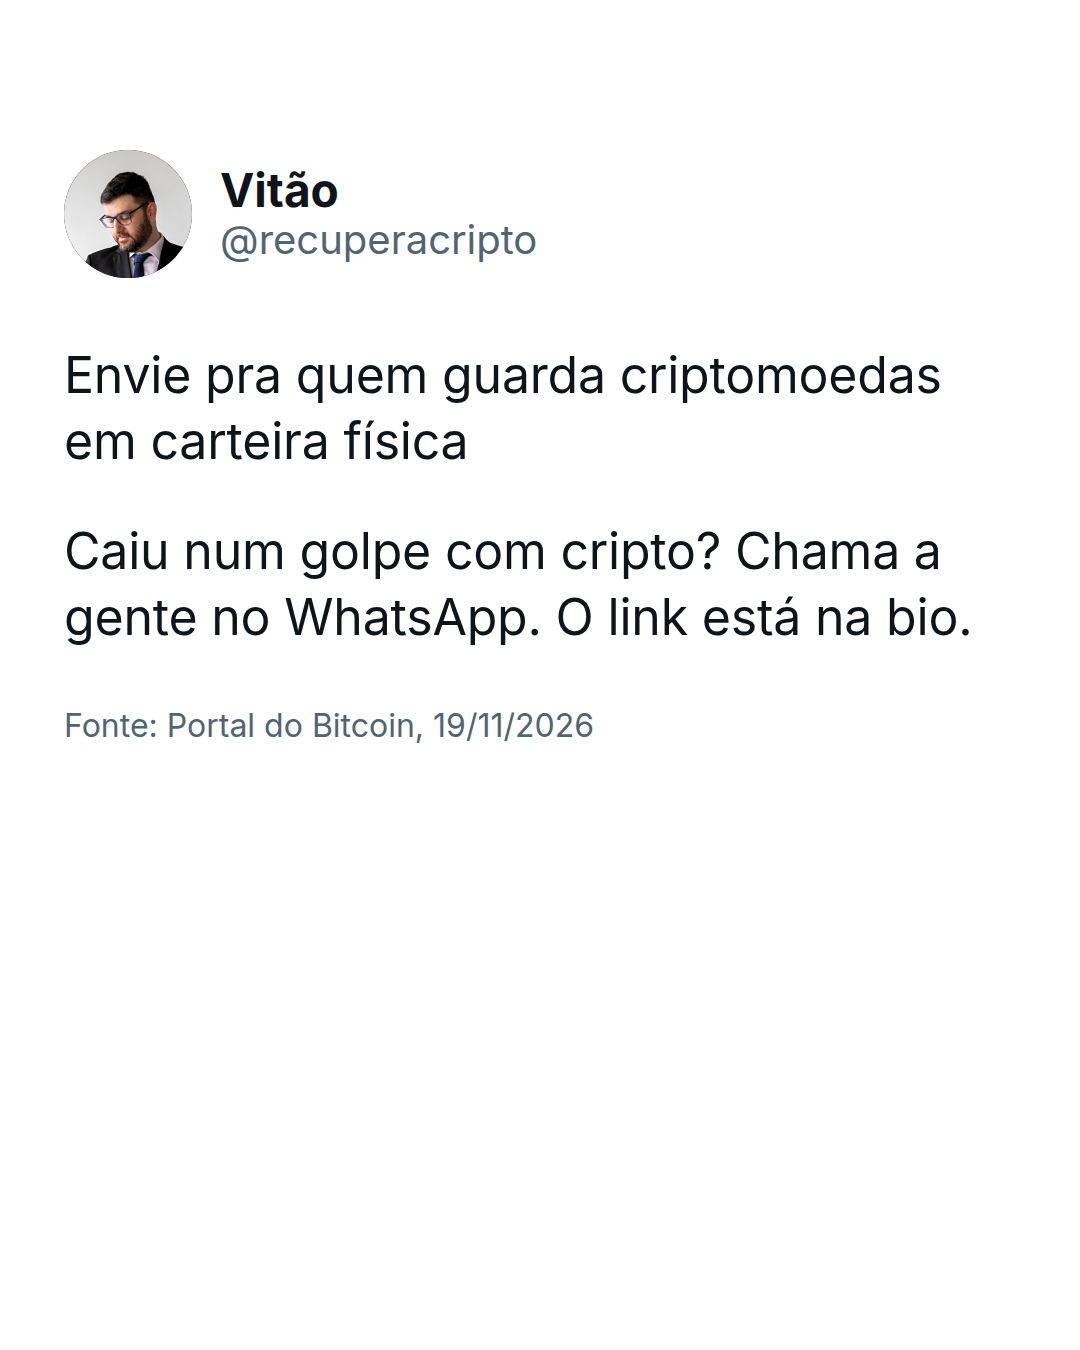 Vitão
@recuperacripto
Envie pra quem guarda criptomoedas
em carteira física
Caiu num golpe com cripto? Chama a
gente no WhatsApp. O link está na bio.
Fonte: Portal do Bitcoin, 19/11/2026